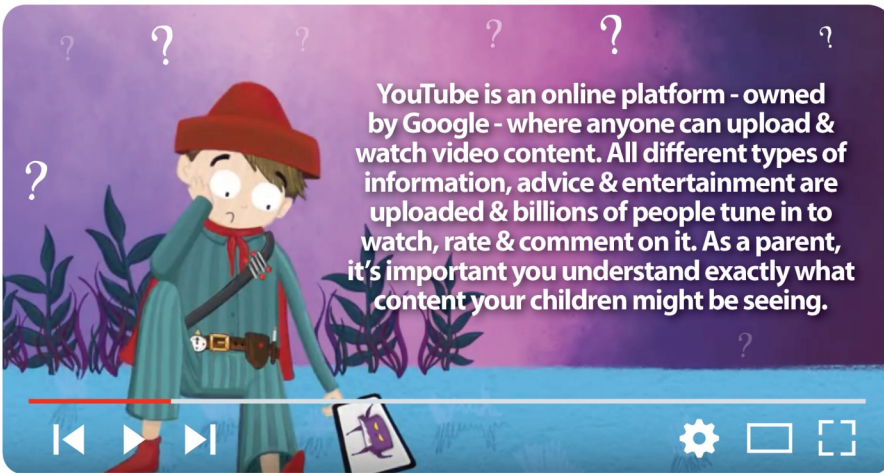 YouTube is an online platform - owned
by Google - where anyone can upload &
watch video content. All different types of
information, advice & entertainment are
uploaded & billions of people tune in to
watch, rate & comment on it. As a parent,
it's important you understand exactly what
content your children might be seeing.